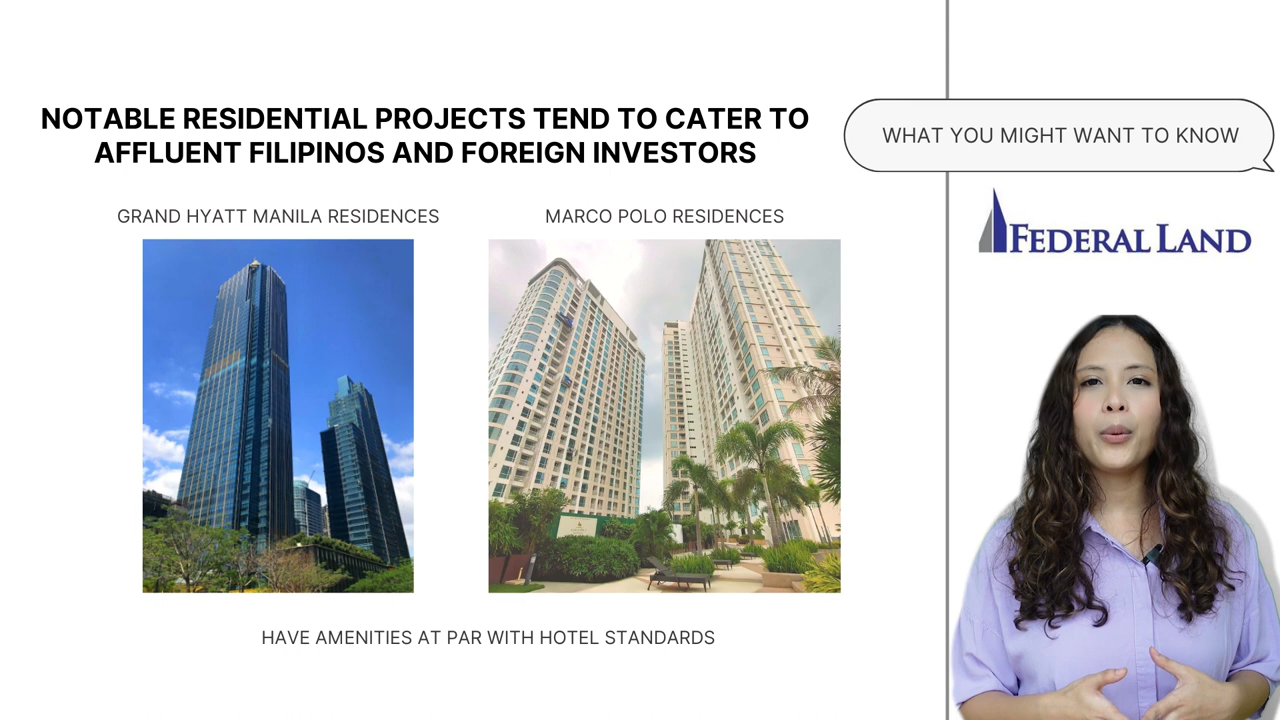 NOTABLE RESIDENTIAL PROJECTS TEND TO CATER TO
AFFLUENT FILIPINOS AND FOREIGN INVESTORS
WHAT YOU MIGHT WANT TO KNOW
FEDERAL LAND
GRAND HYATT MANILA RESIDENCES
MARCO POLO RESIDENCES
HAVE AMENITIES AT PAR WITH HOTEL STANDARDS